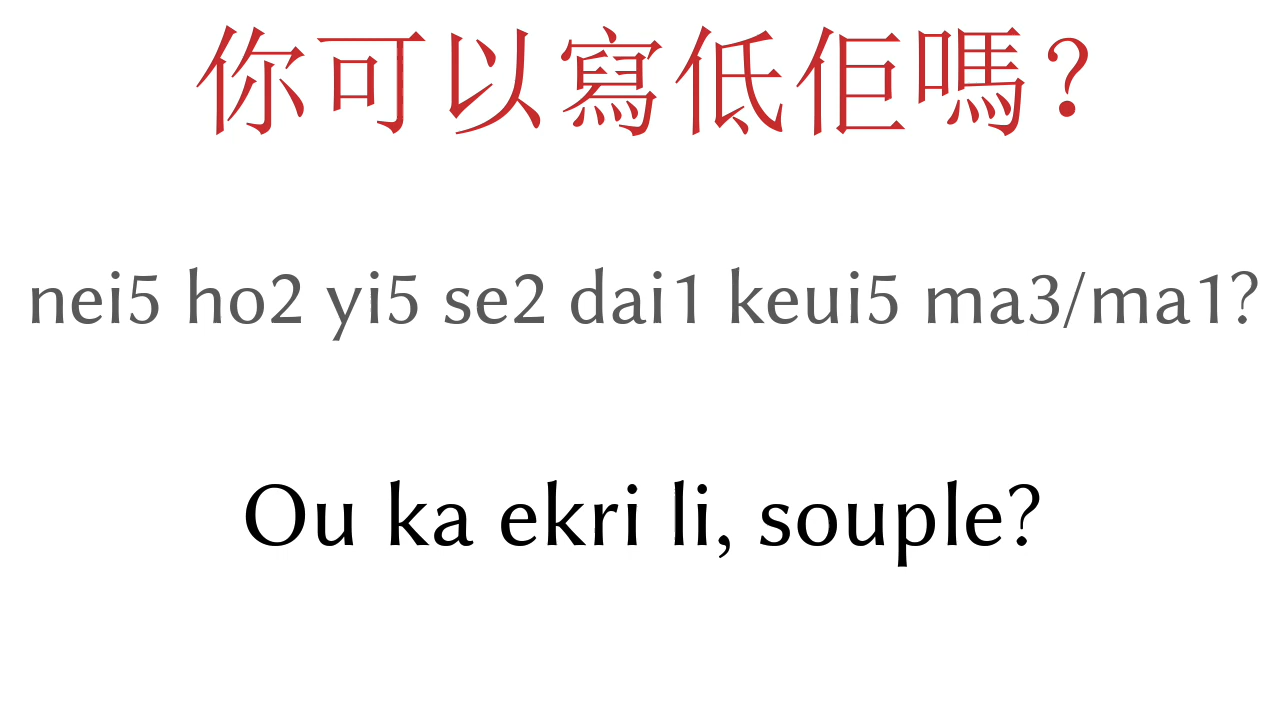 你可以寫低佢嗎？
nei5 ho2 yi5 se2 dai1 keui5 ma3/ma1?
Ou ka ekri li, souple?